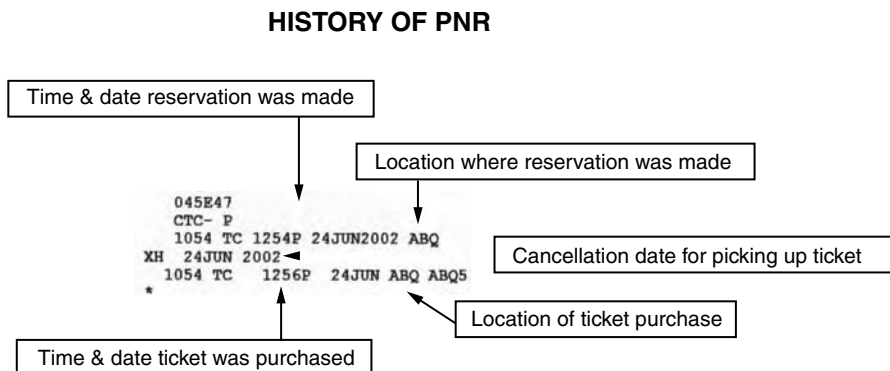 HISTORY OF PNR
Time & date reservation was made
Location where reservation was made
045E47
CTC- P
1054 TC 1254P 24JUN2002 ABQ
XH 24JUN 2002
Cancellation date for picking up ticket
1054 TC 1256P 24JUN ABQ ABQ5
*
Location of ticket purchase
Time & date ticket was purchased